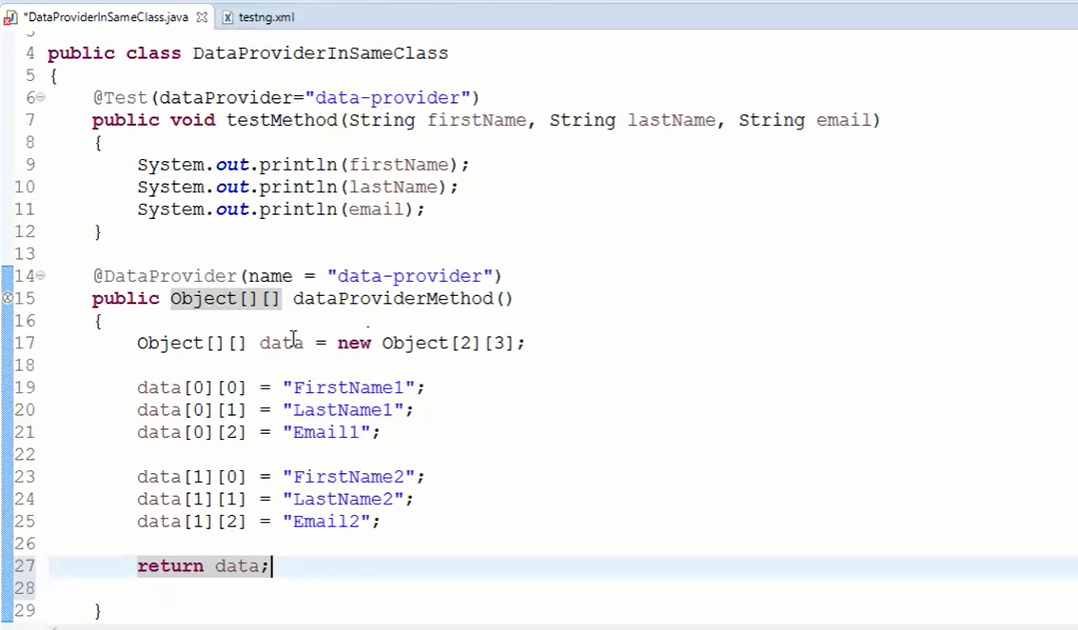 *DataProviderInSameClass.java testng.xml
4 public class DataProviderInSameClass
5 {
6 @Test(dataProvider="data-provider")
7 public void testMethod(String firstName, String lastName, String email)
8 {
9 System.out.println(firstName);
10 System.out.println(lastName);
11 System.out.println(email);
12 }
13
14 @DataProvider(name = "data-provider")
15 public Object[][] dataProviderMethod()
16 {
17 Object[][] data = new Object[2][3];
18
19 data[0][0] = "FirstName1";
20 data[0][1] = "LastName1";
21 data[0][2] = "Email1";
22
23 data[1][0] = "FirstName2";
24 data[1][1] = "LastName2";
25 data[1][2] = "Email2";
26
27 return data;
28
29 }